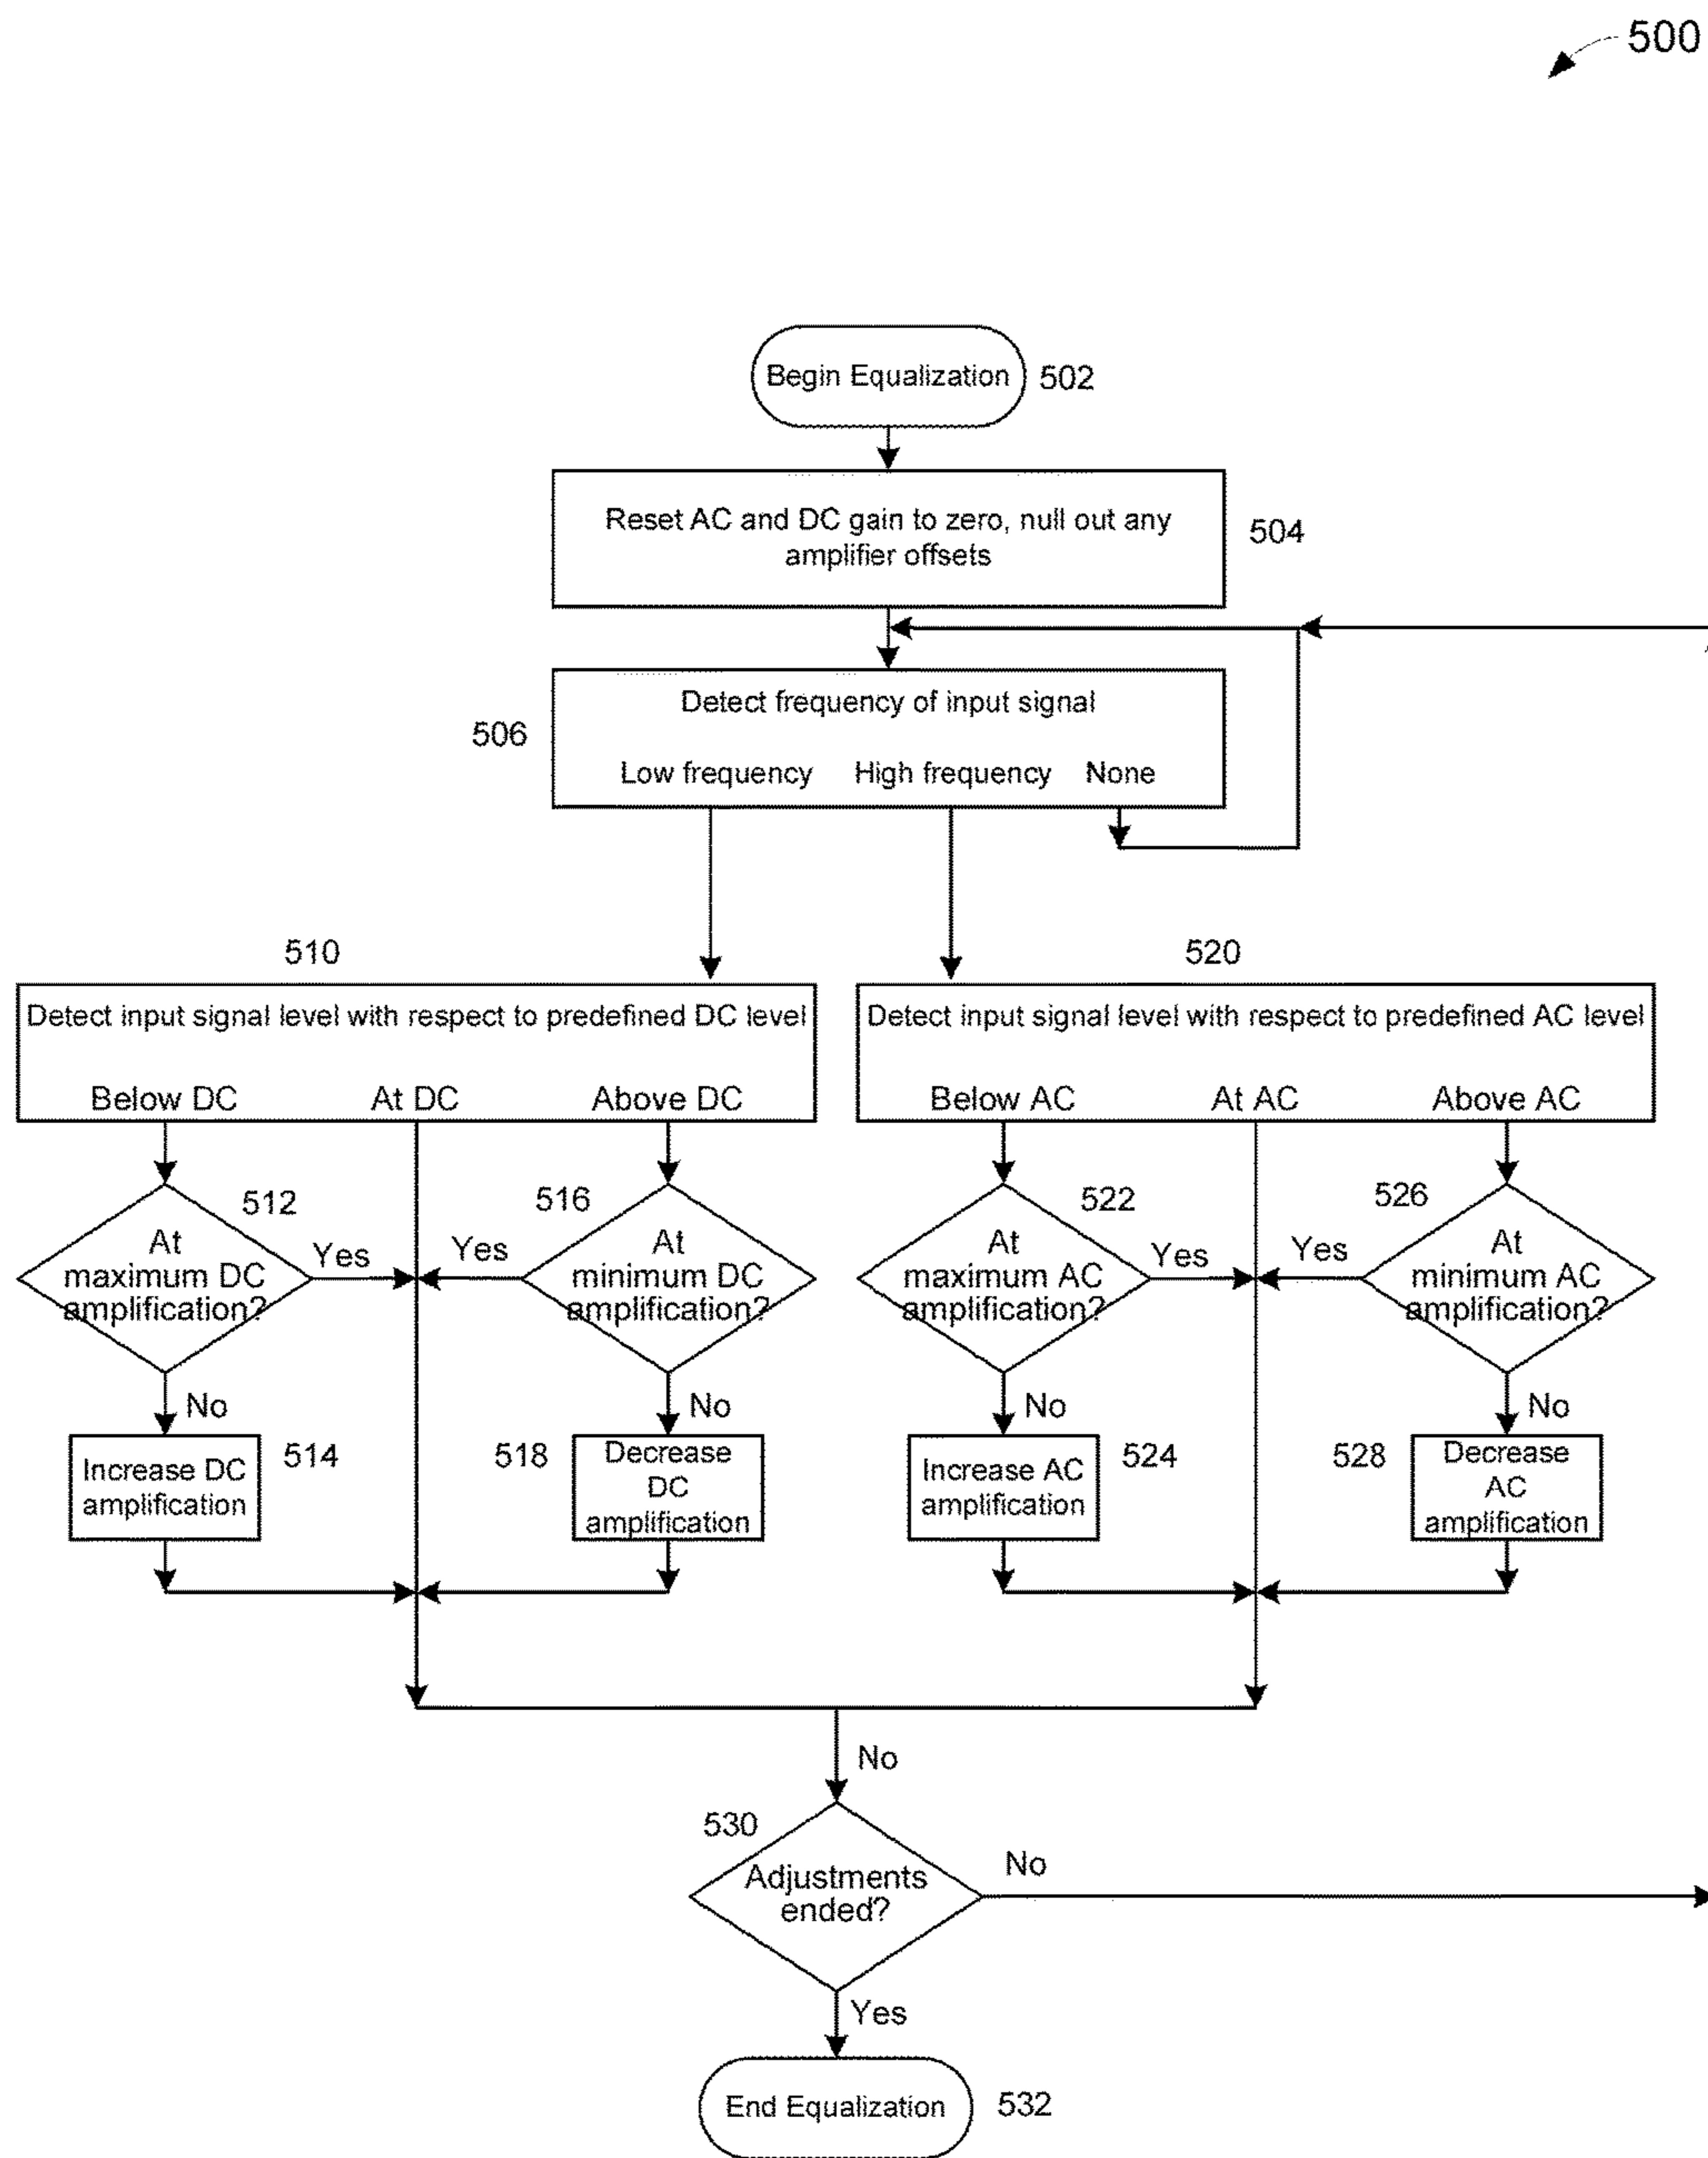 500
Begin Equalization
502
Reset AC and DC gain to zero, null out any
amplifier offsets
504
Detect frequency of input signal
506
Low frequency High frequency None
510
520
Detect input signal level with respect to predefined DC level
Below DC At DC Above DC
Detect input signal level with respect to predefined AC level
Below AC At AC Above AC
512
At
maximum DC
amplification?
Yes
516
At
minimum DC
amplification?
Yes
522
At
maximum AC
amplification?
Yes
526
At
minimum AC
amplification?
Yes
No
No
No
No
Increase DC
amplification
514
518
Decrease
DC
amplification
Increase AC
amplification
524
528
Decrease
AC
amplification
No
530
Adjustments
ended?
No
Yes
End Equalization
532